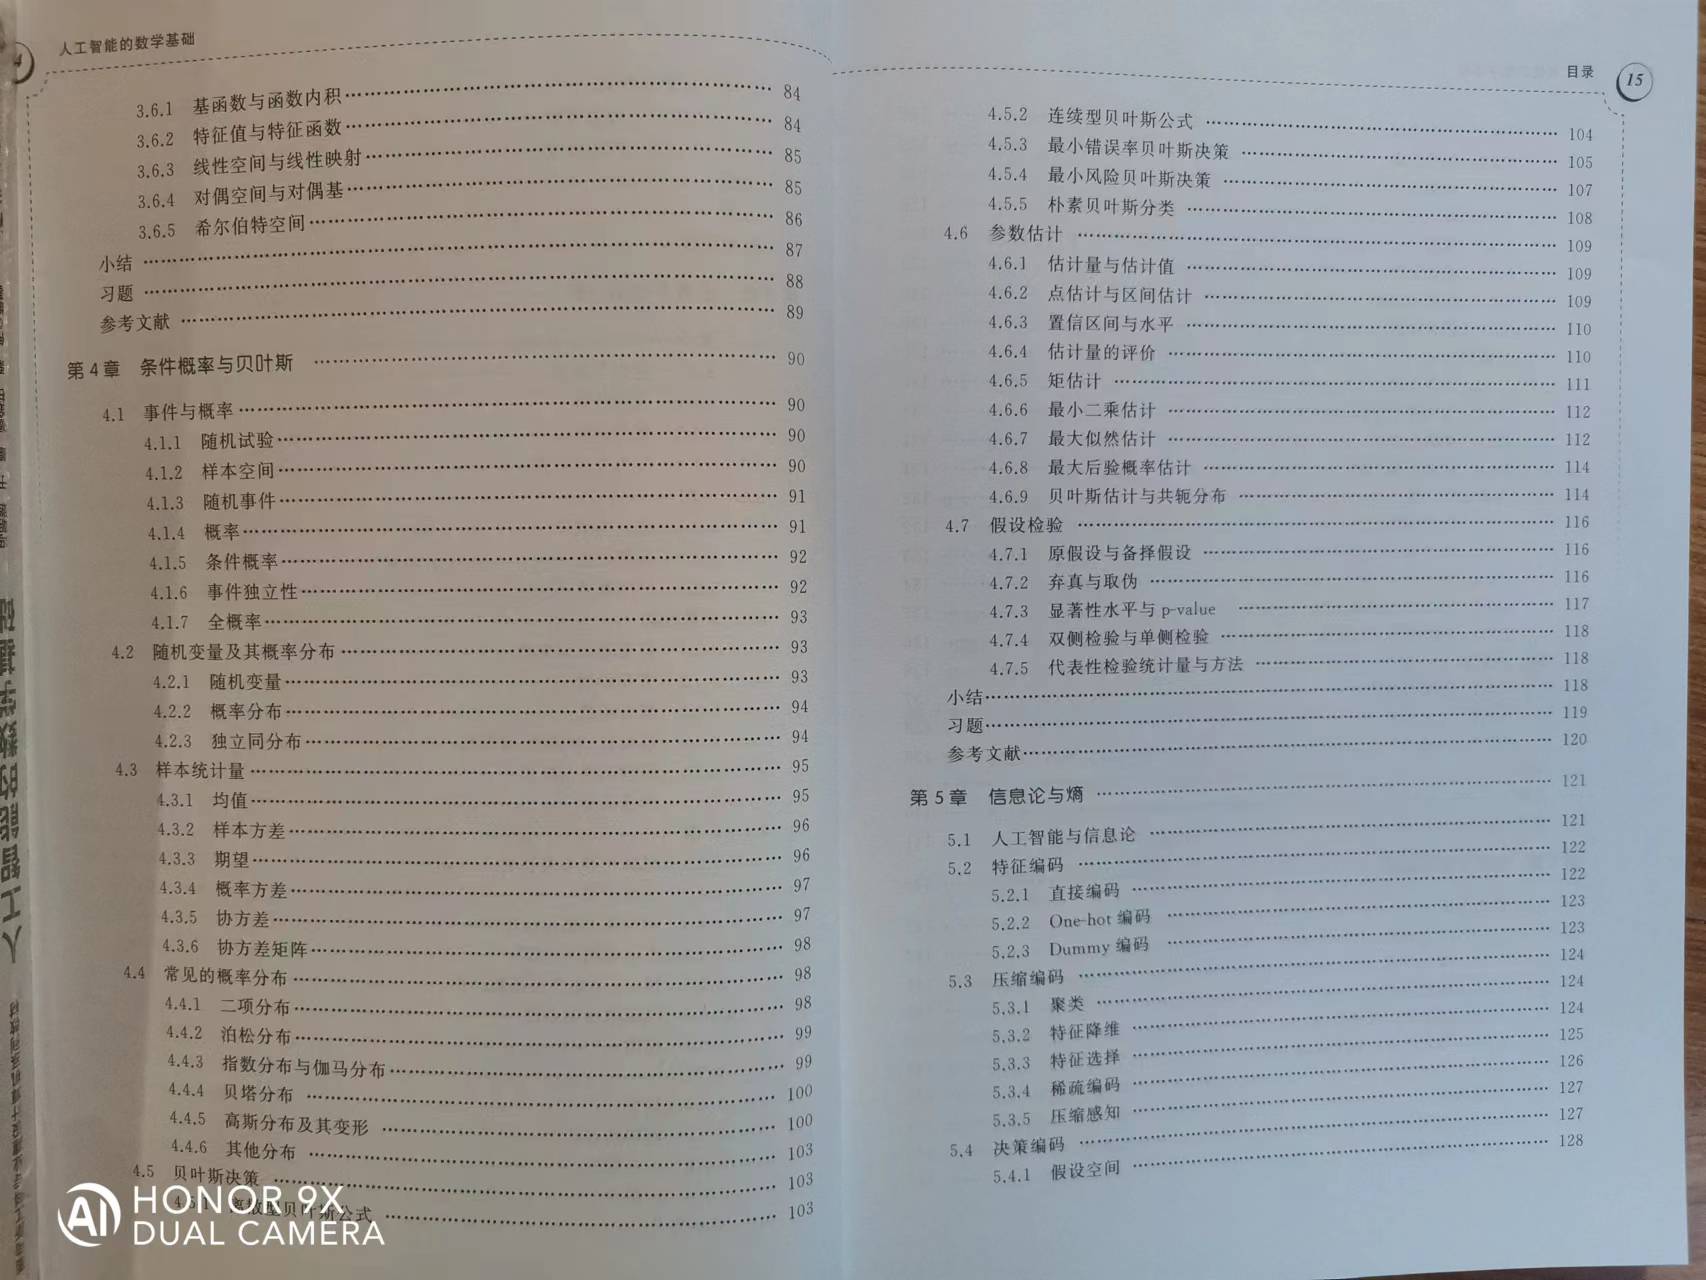 人工智能的数学基础
3.6.1 基函数与函数内积 84
3.6.2 特征值与特征函数 84
3.6.3 线性空间与线性映射 85
3.6.4 对偶空间与对偶基 85
3.6.5 希尔伯特空间 86
小结 87
习题 88
参考文献 89
第4章 条件概率与贝叶斯 90
4.1 事件与概率 90
4.1.1 随机试验 90
4.1.2 样本空间 90
4.1.3 随机事件 91
4.1.4 概率 91
4.1.5 条件概率 92
4.1.6 事件独立性 92
4.1.7 全概率 93
4.2 随机变量及其概率分布 93
4.2.1 随机变量 93
4.2.2 概率分布 94
4.2.3 独立同分布 94
4.3 样本统计量 95
4.3.1 均值 95
4.3.2 样本方差 96
4.3.3 期望 96
4.3.4 概率方差 97
4.3.5 协方差 97
4.3.6 协方差矩阵 98
4.4 常见的概率分布 98
4.4.1 二项分布 98
4.4.2 泊松分布 99
4.4.3 指数分布与伽马分布 99
4.4.4 贝塔分布 100
4.4.5 高斯分布及其变形 100
4.4.6 其他分布 103
4.5 贝叶斯决策 103
4.5.1 离散型贝叶斯公式 103
目录 15
4.5.2 连续型贝叶斯公式 104
4.5.3 最小错误率贝叶斯决策 105
4.5.4 最小风险贝叶斯决策 107
4.5.5 朴素贝叶斯分类 108
4.6 参数估计 109
4.6.1 估计量与估计值 109
4.6.2 点估计与区间估计 109
4.6.3 置信区间与水平 110
4.6.4 估计量的评价 110
4.6.5 矩估计 111
4.6.6 最小二乘估计 112
4.6.7 最大似然估计 112
4.6.8 最大后验概率估计 114
4.6.9 贝叶斯估计与共轭分布 114
4.7 假设检验 116
4.7.1 原假设与备择假设 116
4.7.2 弃真与取伪 116
4.7.3 显著性水平与 p-value 117
4.7.4 双侧检验与单侧检验 118
4.7.5 代表性检验统计量与方法 118
小结 118
习题 119
参考文献 120
第5章 信息论与熵 121
5.1 人工智能与信息论 121
5.2 特征编码 122
5.2.1 直接编码 122
5.2.2 One-hot 编码 123
5.2.3 Dummy 编码 123
5.3 压缩编码 124
5.3.1 聚类 124
5.3.2 特征降维 124
5.3.3 特征选择 125
5.3.4 稀疏编码 126
5.3.5 压缩感知 127
5.4 决策编码 127
5.4.1 假设空间 128
人工智能的数学基础
HONOR 9X
DUAL CAMERA